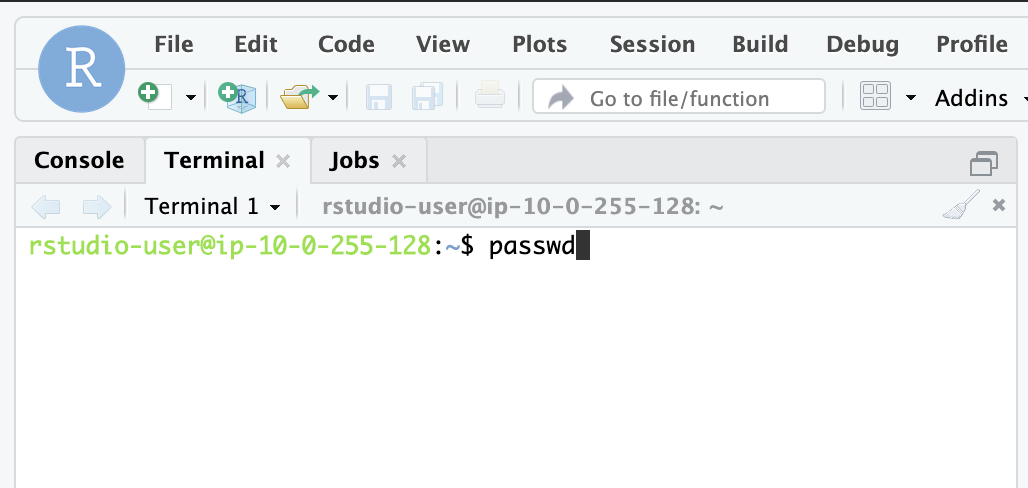 R File Edit Code View Plots Session Build Debug Profile
R Go to file/function Addins
Console Terminal Jobs
Terminal 1 rstudio-user@ip-10-0-255-128: ~
rstudio-user@ip-10-0-255-128:~$ passwd